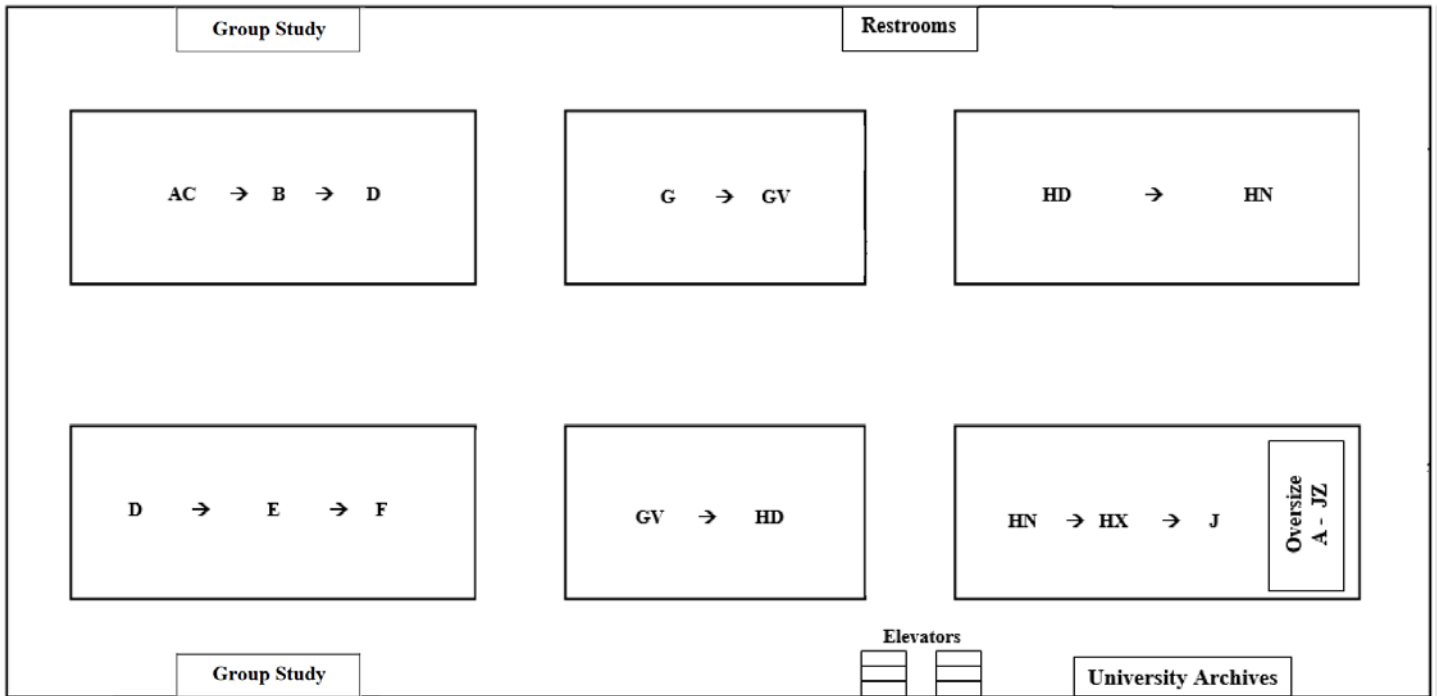 Group Study
Restrooms
AC → B → D
G → GV
HD → HN
D → E → F
GV → HD
HN → HX → J
Oversize
A - JZ
Elevators
Group Study
University Archives